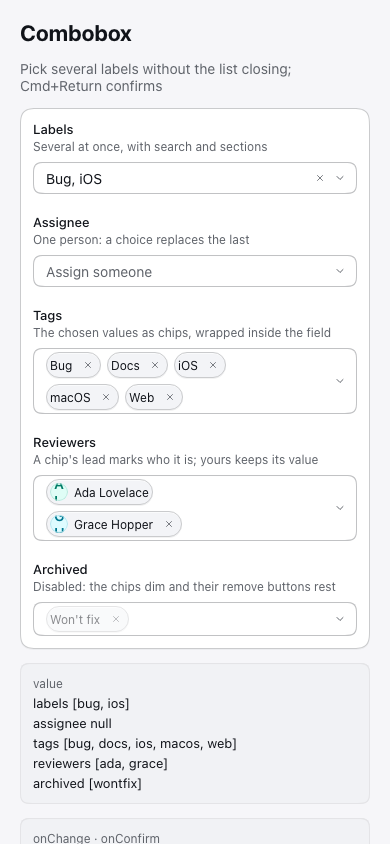 Combobox
Pick several labels without the list closing;
Cmd+Return confirms
Labels
Several at once, with search and sections
Bug, iOS
Assignee
One person: a choice replaces the last
Assign someone
Tags
The chosen values as chips, wrapped inside the field
Bug Docs iOS
macOS Web
Reviewers
A chip's lead marks who it is; yours keeps its value
Ada Lovelace
Grace Hopper
Archived
Disabled: the chips dim and their remove buttons rest
Won't fix
value
labels [bug, ios]
assignee null
tags [bug, docs, ios, macos, web]
reviewers [ada, grace]
archived [wontfix]
onChange · onConfirm